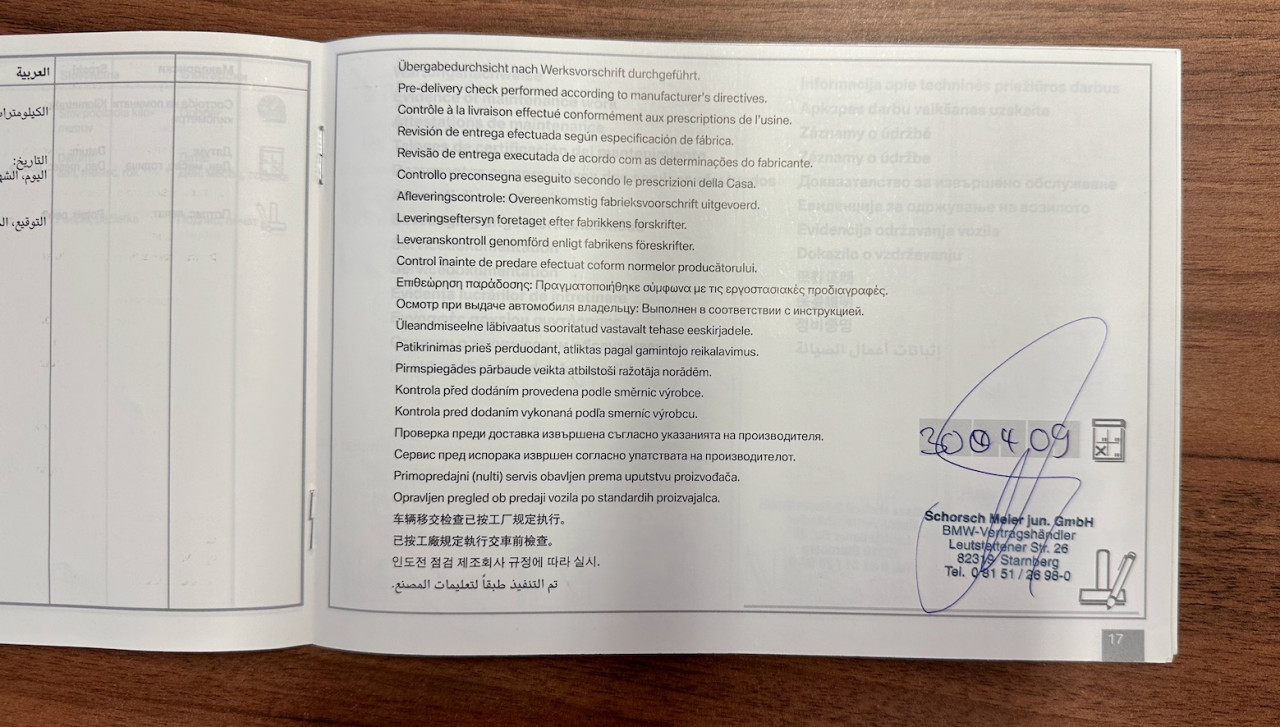 العربية
التاريخ:
التوقيع،
Übergabedurchsicht nach Werksvorschrift durchgeführt.
Pre-delivery check performed according to manufacturer's directives.
Contrôle à la livraison effectué conformément aux prescriptions de l'usine.
Revisión de entrega efectuada según especificación de fábrica.
Revisão de entrega executada de acordo com as determinações do fabricante.
Controllo preconsegna eseguito secondo le prescrizioni della Casa.
Afleveringscontrole: Overeenkomstig fabrieksvoorschrift uitgevoerd.
Leveringseftersyn foretaget efter fabrikkens forskrifter.
Leveranskontroll genomförd enligt fabrikens föreskrifter.
Control înainte de predare efectuat coform normelor producătorului.
Επιθεώρηση παράδοσης: Πραγματοποιήθηκε σύμφωνα με τις εργοστασιακές προδιαγραφές.
Осмотр при выдаче автомобиля владельцу: Выполнен в соответствии с инструкцией.
Üleandmiseelne läbivaatus sooritatud vastavalt tehase eeskirjadele.
Patikrinimas prieš perduodant, atliktas pagal gamintojo reikalavimus.
Pirmspiegādes pārbaude veikta atbilstoši ražotāja norādēm.
Kontrola před dodáním provedena podle směrnic výrobce.
Kontrola pred dodaním vykonaná podľa smerníc výrobcu.
Проверка преди доставка извършена съгласно указанията на производителя.
Сервис пред испорака извршен согласно упатствата на производителот.
Primopredajni (nulti) servis obavljen prema uputstvu proizvođača.
Opravljen pregled ob predaji vozila po standardih proizvajalca.
车辆移交检查已按工厂规定执行。
已按工廠規定執行交車前檢查。
인도전 점검 제조회사 규정에 따라 실시.
تم التنفيذ طبقاً لتعليمات المصنع.
30 04 09
Schorsch Meier jun. GmbH
BMW-Vertragshändler
Leutstettener Str. 26
82319 Starnberg
Tel. 0 81 51 / 26 98-0
17